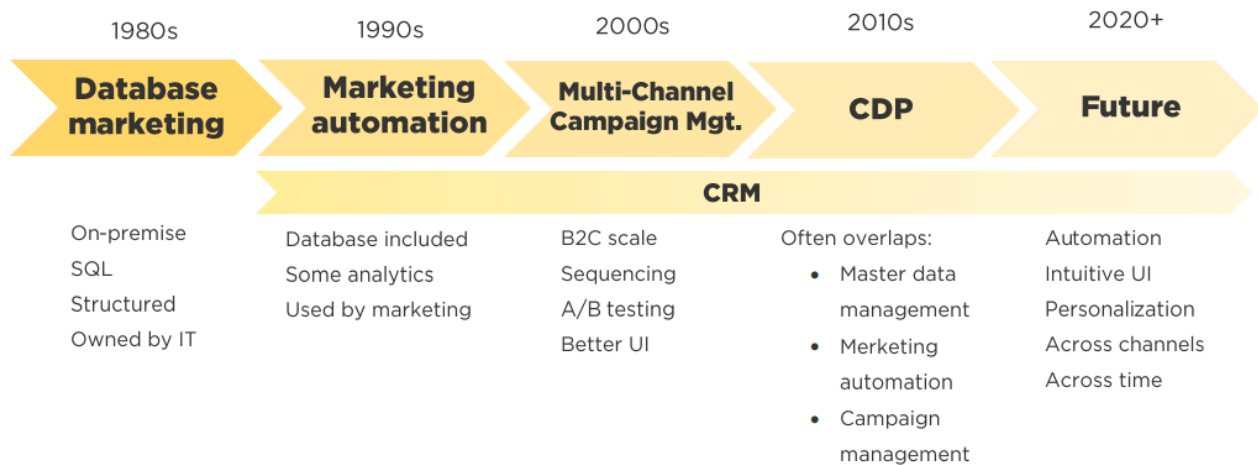 1980s
1990s
2000s
2010s
2020+
Database
marketing
Marketing
automation
Multi-Channel
Campaign Mgt.
CDP
Future
CRM
On-premise
SQL
Structured
Owned by IT
Database included
Some analytics
Used by marketing
B2C scale
Sequencing
A/B testing
Better UI
Often overlaps:
• Master data
management
• Merketing
automation
• Campaign
management
Automation
Intuitive UI
Personalization
Across channels
Across time